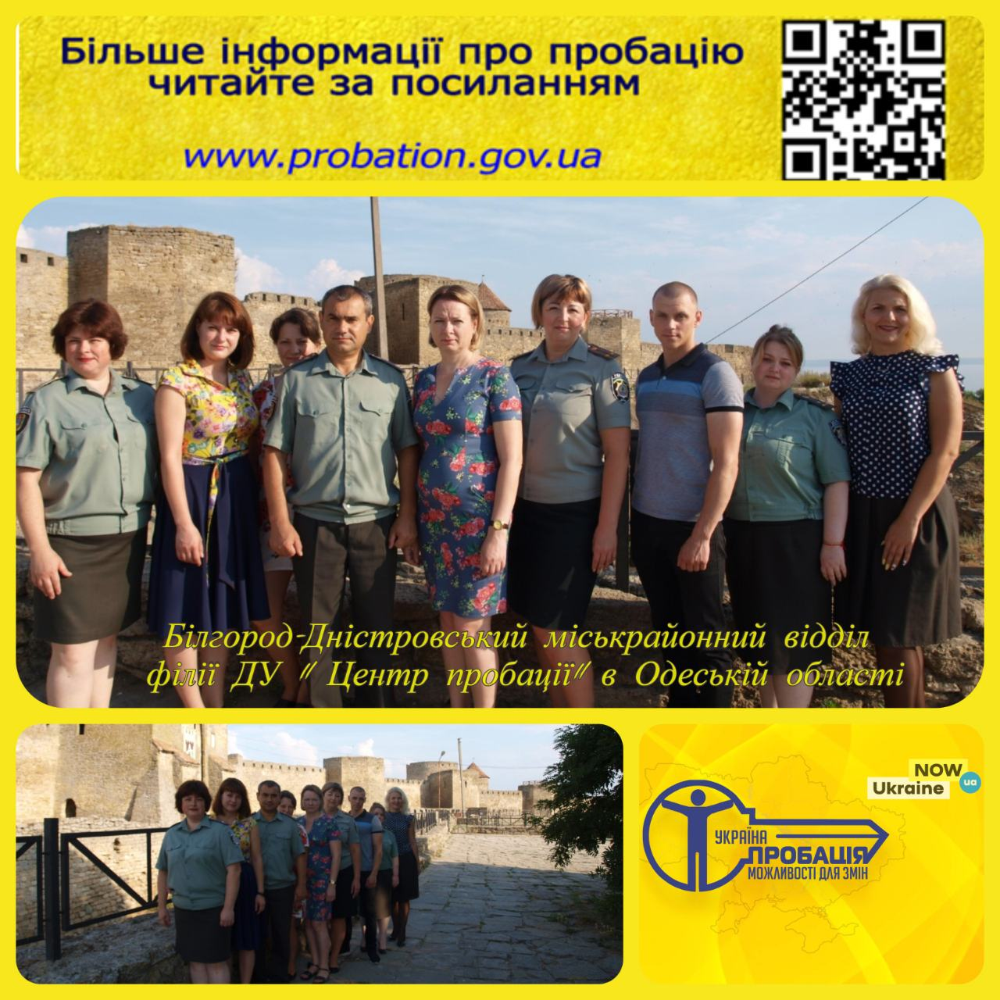 Більше інформації про пробацію
читайте за посиланням
www.probation.gov.ua
Білгород-Дністровський міськрайонний відділ
філії ДУ " Центр пробації" в Одеській області
NOW
Ukraine ua
УКРАЇНА
ПРОБАЦІЯ
МОЖЛИВОСТІ ДЛЯ ЗМІН